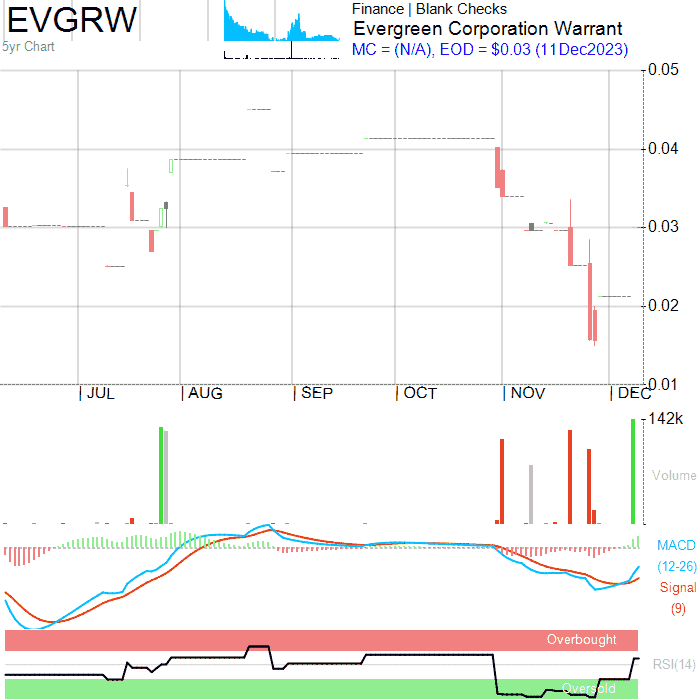 EVGRW
5yr Chart
Finance | Blank Checks
Evergreen Corporation Warrant
MC = (N/A), EOD = $0.03 (11Dec2023)
0.05
0.04
0.03
0.02
0.01
JUL AUG SEP OCT NOV DEC
142k
Volume
MACD
(12-26)
Signal
(9)
Overbought
RSI(14)
Oversold